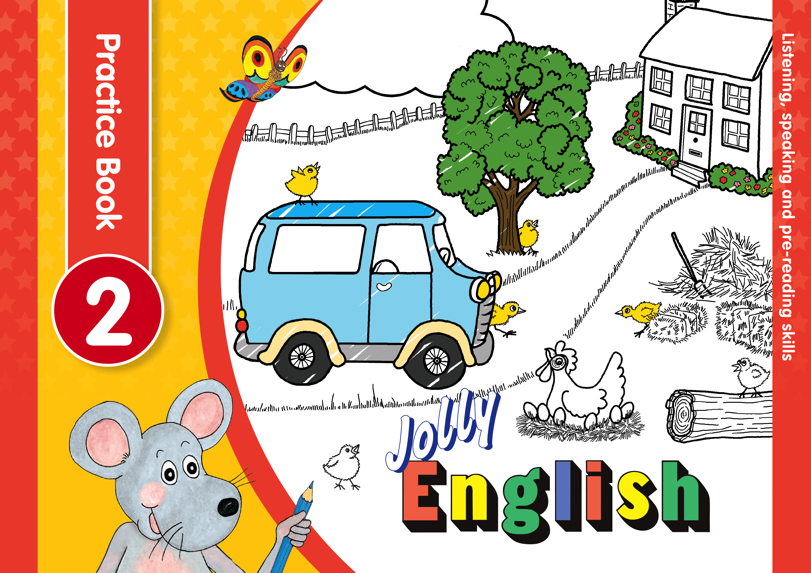 Practice Book
2
Listening, speaking and pre-reading skills
Jolly
English